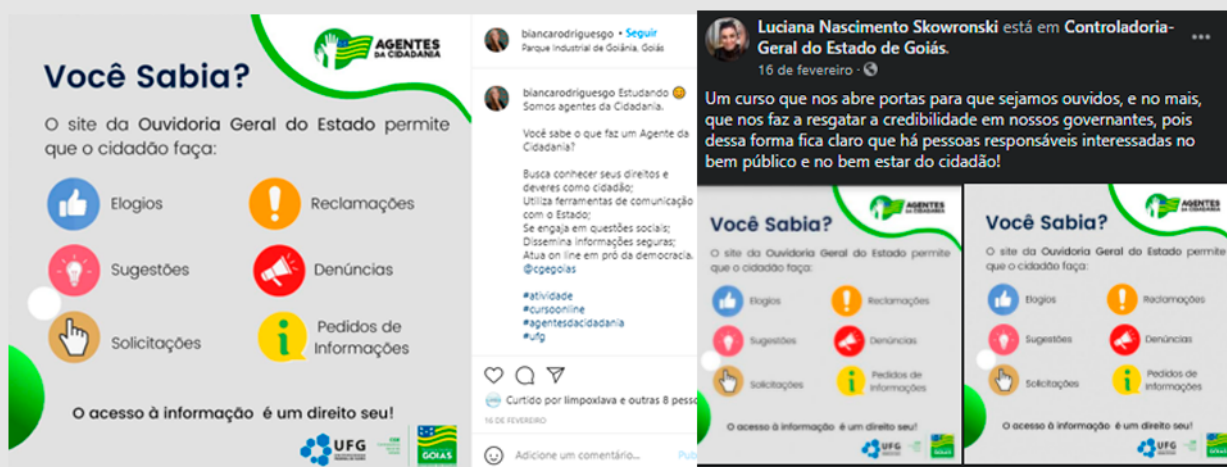 AGENTES
DA CIDADANIA
Você Sabia?
O site da Ouvidoria Geral do Estado permite
que o cidadão faça:
Elogios
Reclamações
Sugestões
Denúncias
Solicitações
Pedidos de
Informações
O acesso à informação é um direito seu!
UFG
GOIÁS
biancarodriguesgo • Seguir
Parque Industrial de Goiânia, Goiás
biancarodriguesgo Estudando
Somos agentes da Cidadania.
Você sabe o que faz um Agente da
Cidadania?
Busca conhecer seus direitos e
deveres como cidadão;
Utiliza ferramentas de comunicação
com o Estado;
Se engaja em questões sociais;
Dissemina informações seguras;
Atua on line em pró da democracia.
@cgegoias
#atividade
#cursoonline
#agentesdacidadania
#ufg
Curtido por limpoxlava e outras 8 pesso
16 DE FEVEREIRO
Adicione um comentário... Pub
Luciana Nascimento Skowronski está em Controladoria-
Geral do Estado de Goiás.
16 de fevereiro
Um curso que nos abre portas para que sejamos ouvidos, e no mais,
que nos faz a resgatar a credibilidade em nossos governantes, pois
dessa forma fica claro que há pessoas responsáveis interessadas no
bem público e no bem estar do cidadão!
AGENTES
DA CIDADANIA
Você Sabia?
O site da Ouvidoria Geral do Estado permite
que o cidadão faça:
Elogios
Reclamações
Sugestões
Denúncias
Solicitações
Pedidos de
Informações
O acesso à informação é um direito seu!
UFG
AGENTES
DA CIDADANIA
Você Sabia?
O site da Ouvidoria Geral do Estado permite
que o cidadão faça:
Elogios
Reclamações
Sugestões
Denúncias
Solicitações
Pedidos de
Informações
O acesso à informação é um direito seu!
UFG